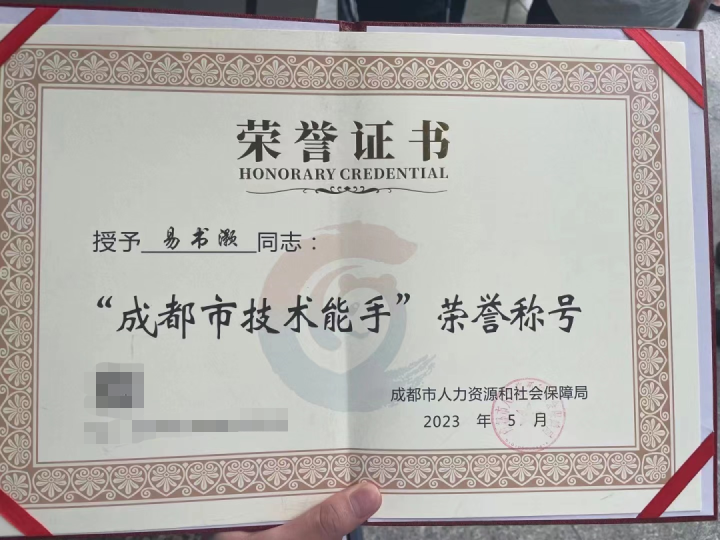 荣誉证书
HONORARY CREDENTIAL
授予 易书灏 同志：
“成都市技术能手”荣誉称号
成都市人力资源和社会保障局
2023 年 5 月